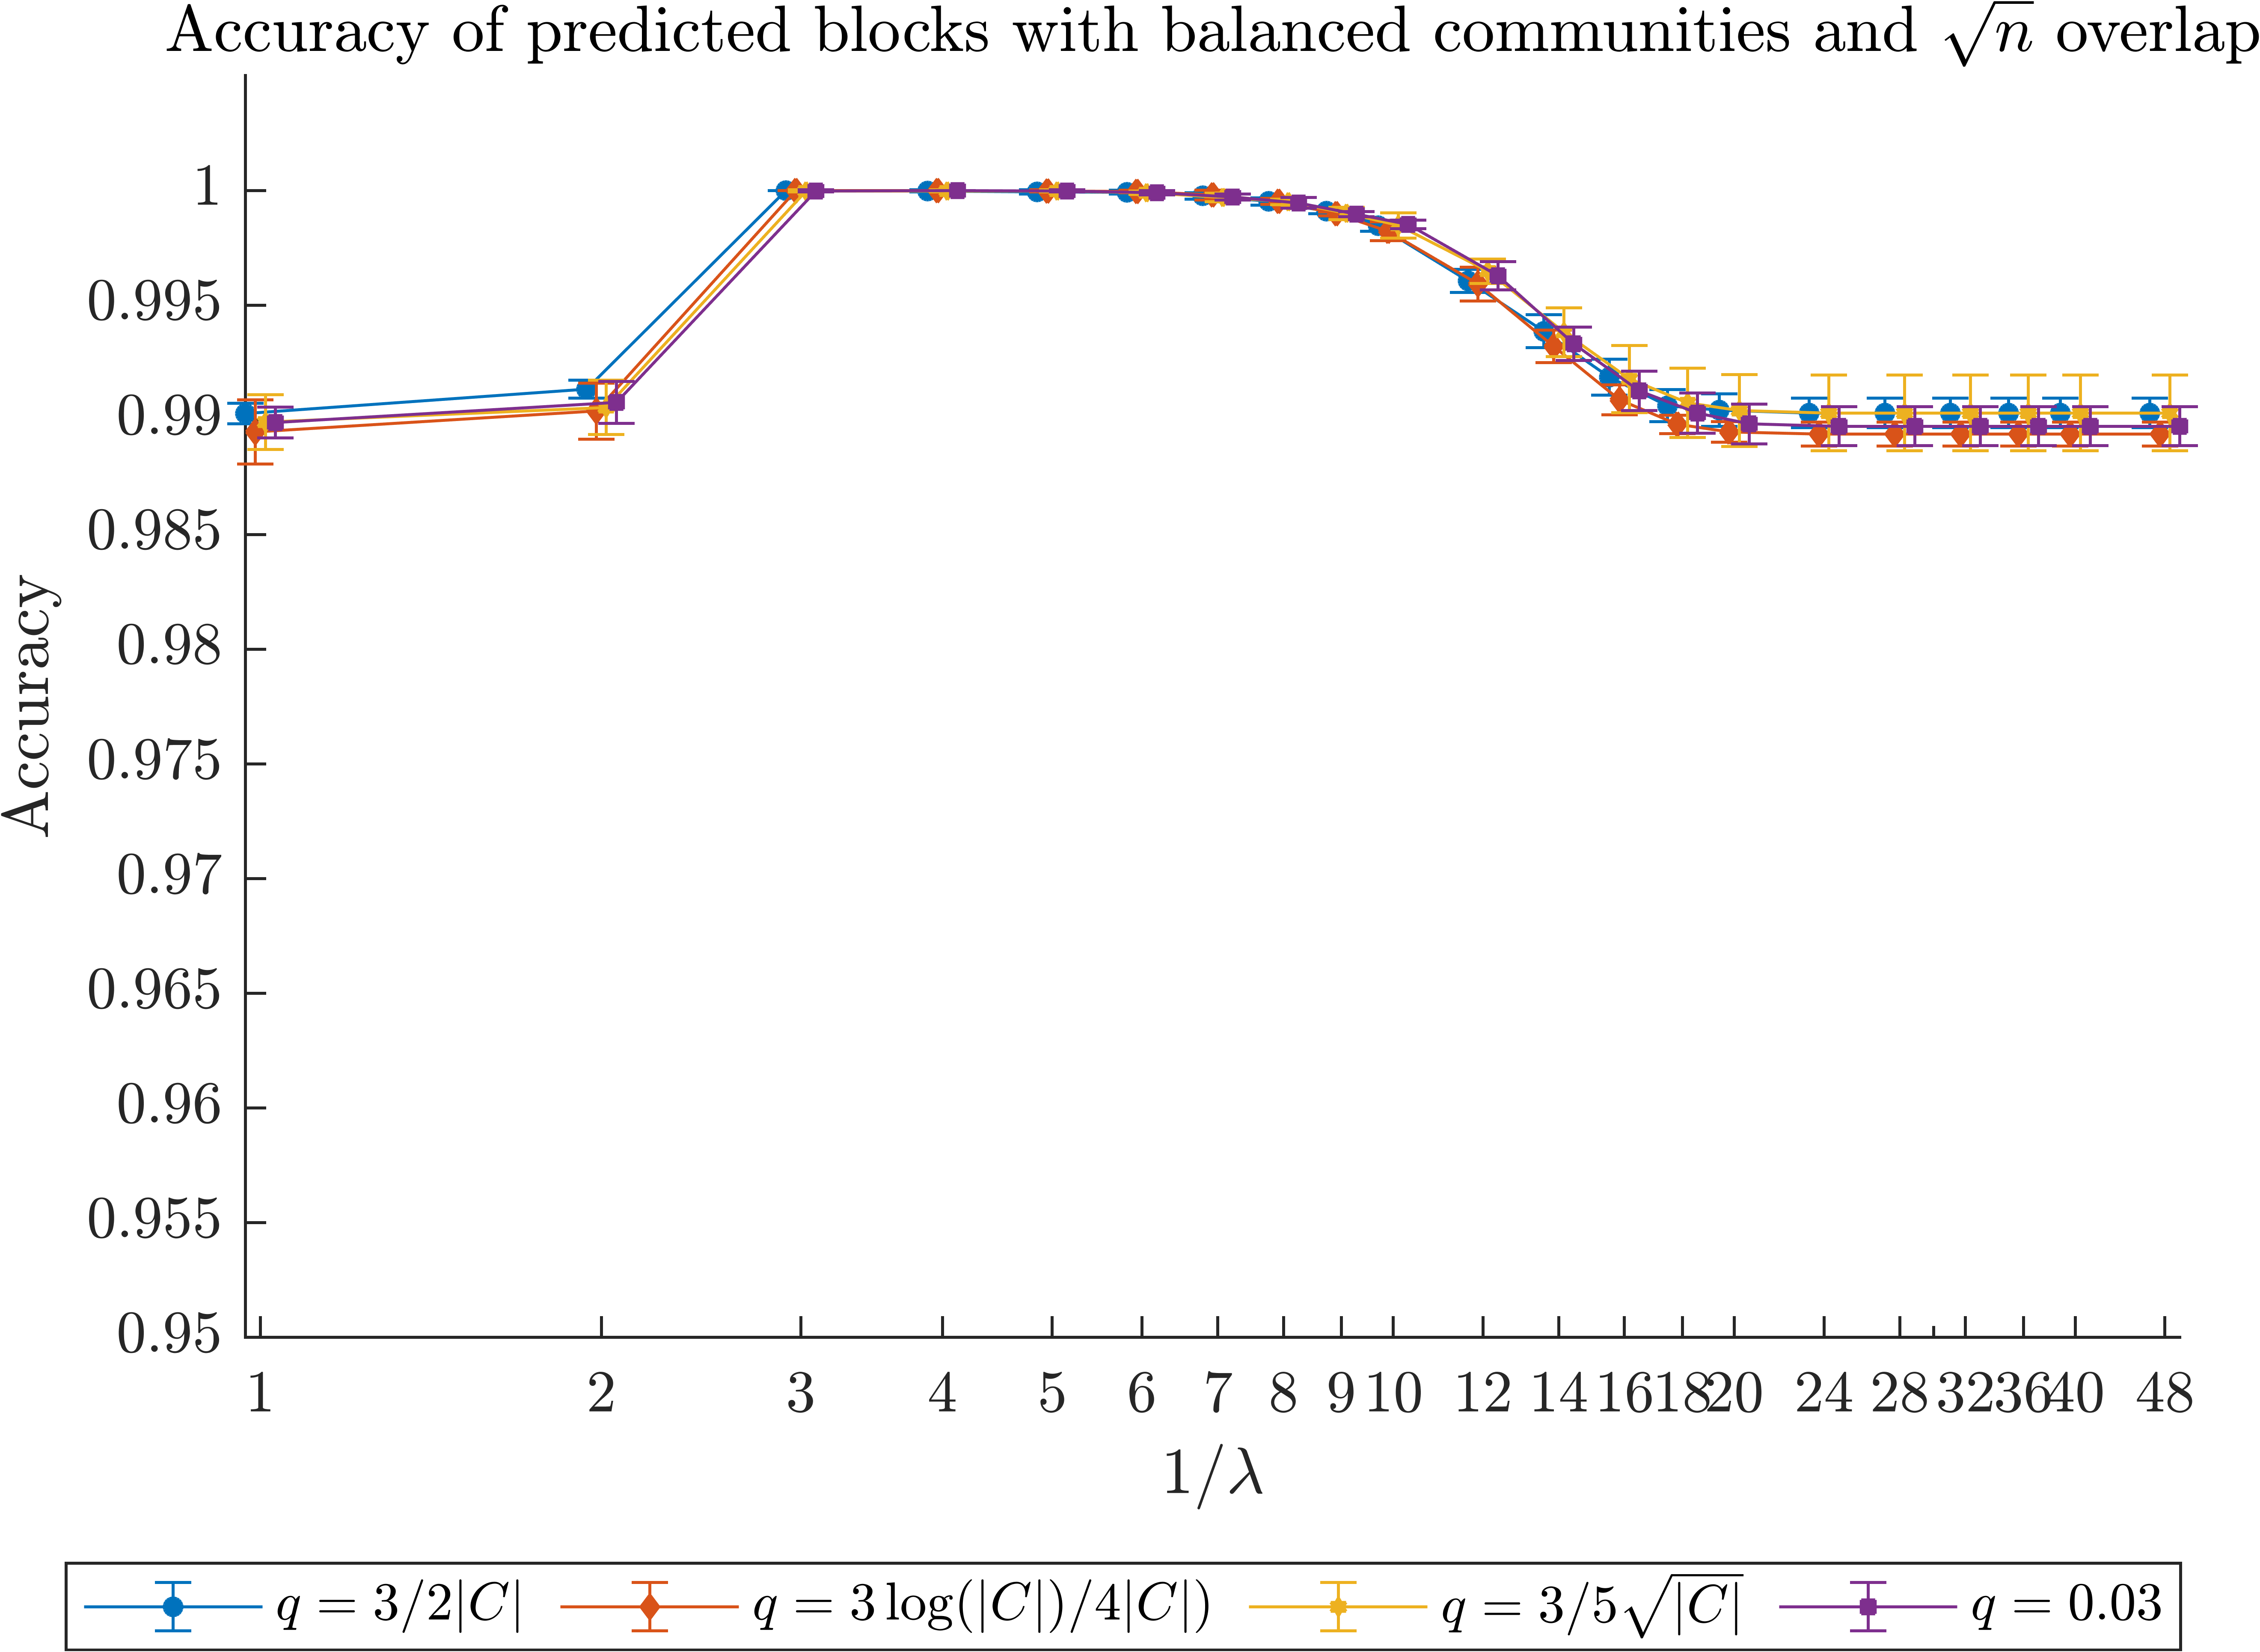 Accuracy of predicted blocks with balanced communities and √n overlap
1
0.995
0.99
0.985
0.98
0.975
0.97
0.965
0.96
0.955
0.95
Accuracy
1 2 3 4 5 6 7 8 9 10 12 14 16 18 20 24 28 32 36 40 48
1/λ
q = 3/2|C| q = 3 log(|C|)/4|C|) q = 3/5√|C| q = 0.03